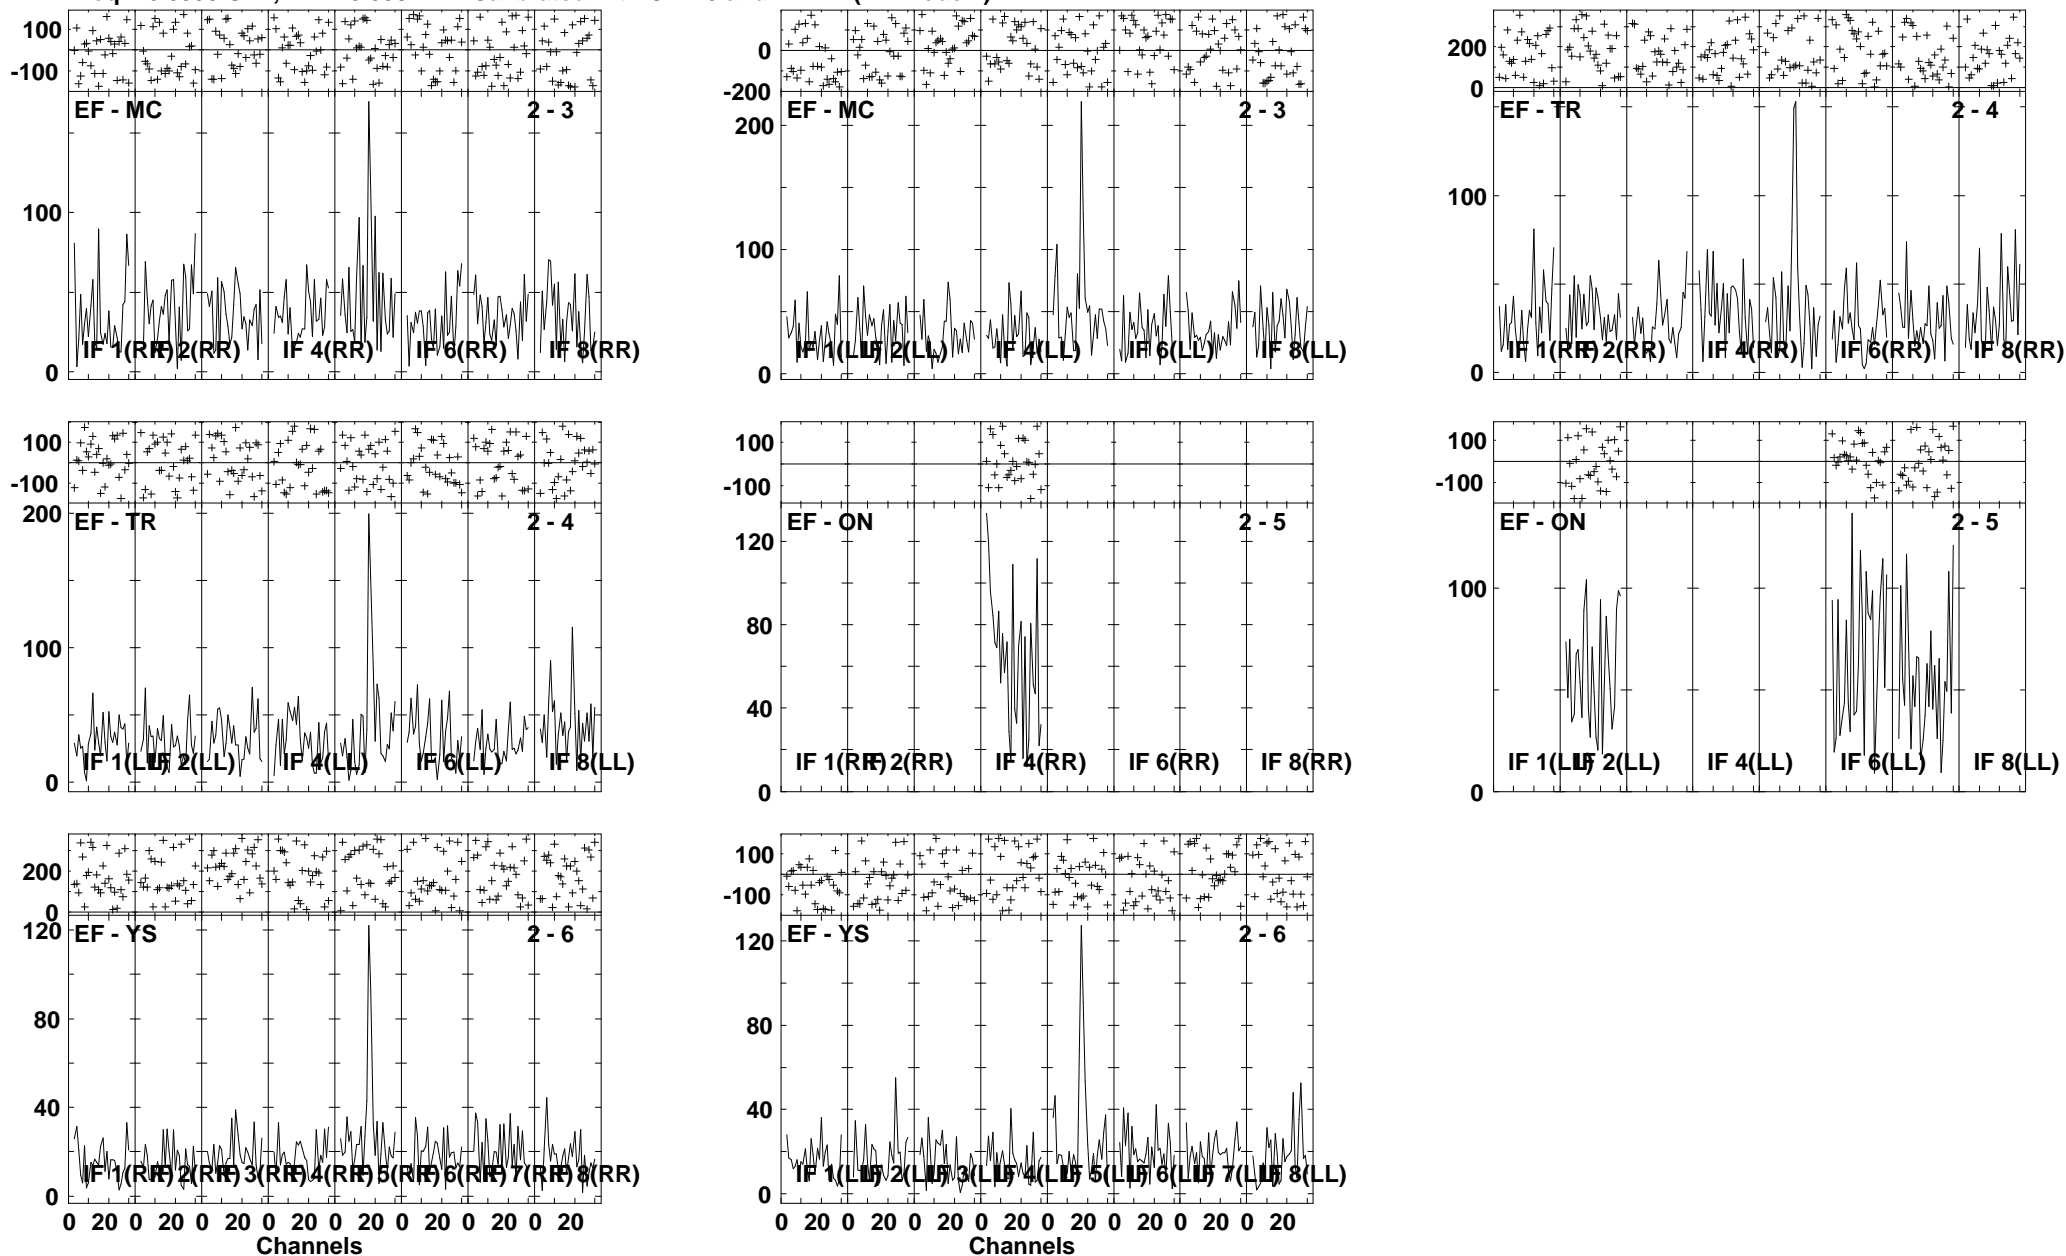 100
-100
EF - MC 2 - 3
100
0
IF 1(RR) IF 2(RR) IF 4(RR) IF 6(RR) IF 8(RR)
0
-200
EF - MC 2 - 3
200
100
0
IF 1(LL) IF 2(LL) IF 4(LL) IF 6(LL) IF 8(LL)
200
0
EF - TR 2 - 4
100
0
IF 1(RR) IF 2(RR) IF 4(RR) IF 6(RR) IF 8(RR)
100
-100
200
EF - TR 2 - 4
100
0
IF 1(LL) IF 2(LL) IF 4(LL) IF 6(LL) IF 8(LL)
100
-100
EF - ON 2 - 5
120
80
40
0
IF 1(RR) IF 2(RR) IF 4(RR) IF 6(RR) IF 8(RR)
100
-100
EF - ON 2 - 5
100
0
IF 1(LL) IF 2(LL) IF 4(LL) IF 6(LL) IF 8(LL)
200
0
120
EF - YS 2 - 6
80
40
0
IF 1(RR) IF 2(RR) IF 3(RR) IF 4(RR) IF 5(RR) IF 6(RR) IF 7(RR) IF 8(RR)
0 20 0 20 0 20 0 20 0 20 0 20 0 20 0 20
Channels
100
-100
EF - YS 2 - 6
120
80
40
0
IF 1(LL) IF 2(LL) IF 3(LL) IF 4(LL) IF 5(LL) IF 6(LL) IF 7(LL) IF 8(LL)
0 20 0 20 0 20 0 20 0 20 0 20 0 20 0 20
Channels